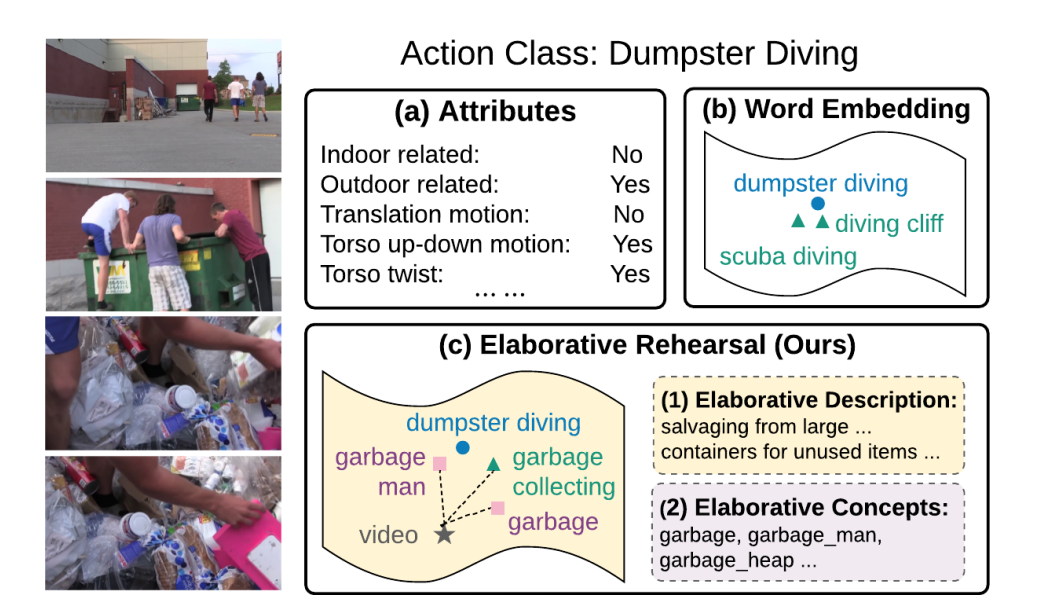 Action Class: Dumpster Diving
(a) Attributes
Indoor related: No
Outdoor related: Yes
Translation motion: No
Torso up-down motion: Yes
Torso twist: Yes
... ...
(b) Word Embedding
dumpster diving
diving cliff
scuba diving
(c) Elaborative Rehearsal (Ours)
dumpster diving
garbage
man
garbage
collecting
garbage
video
(1) Elaborative Description:
salvaging from large ...
containers for unused items ...
(2) Elaborative Concepts:
garbage, garbage_man,
garbage_heap ...